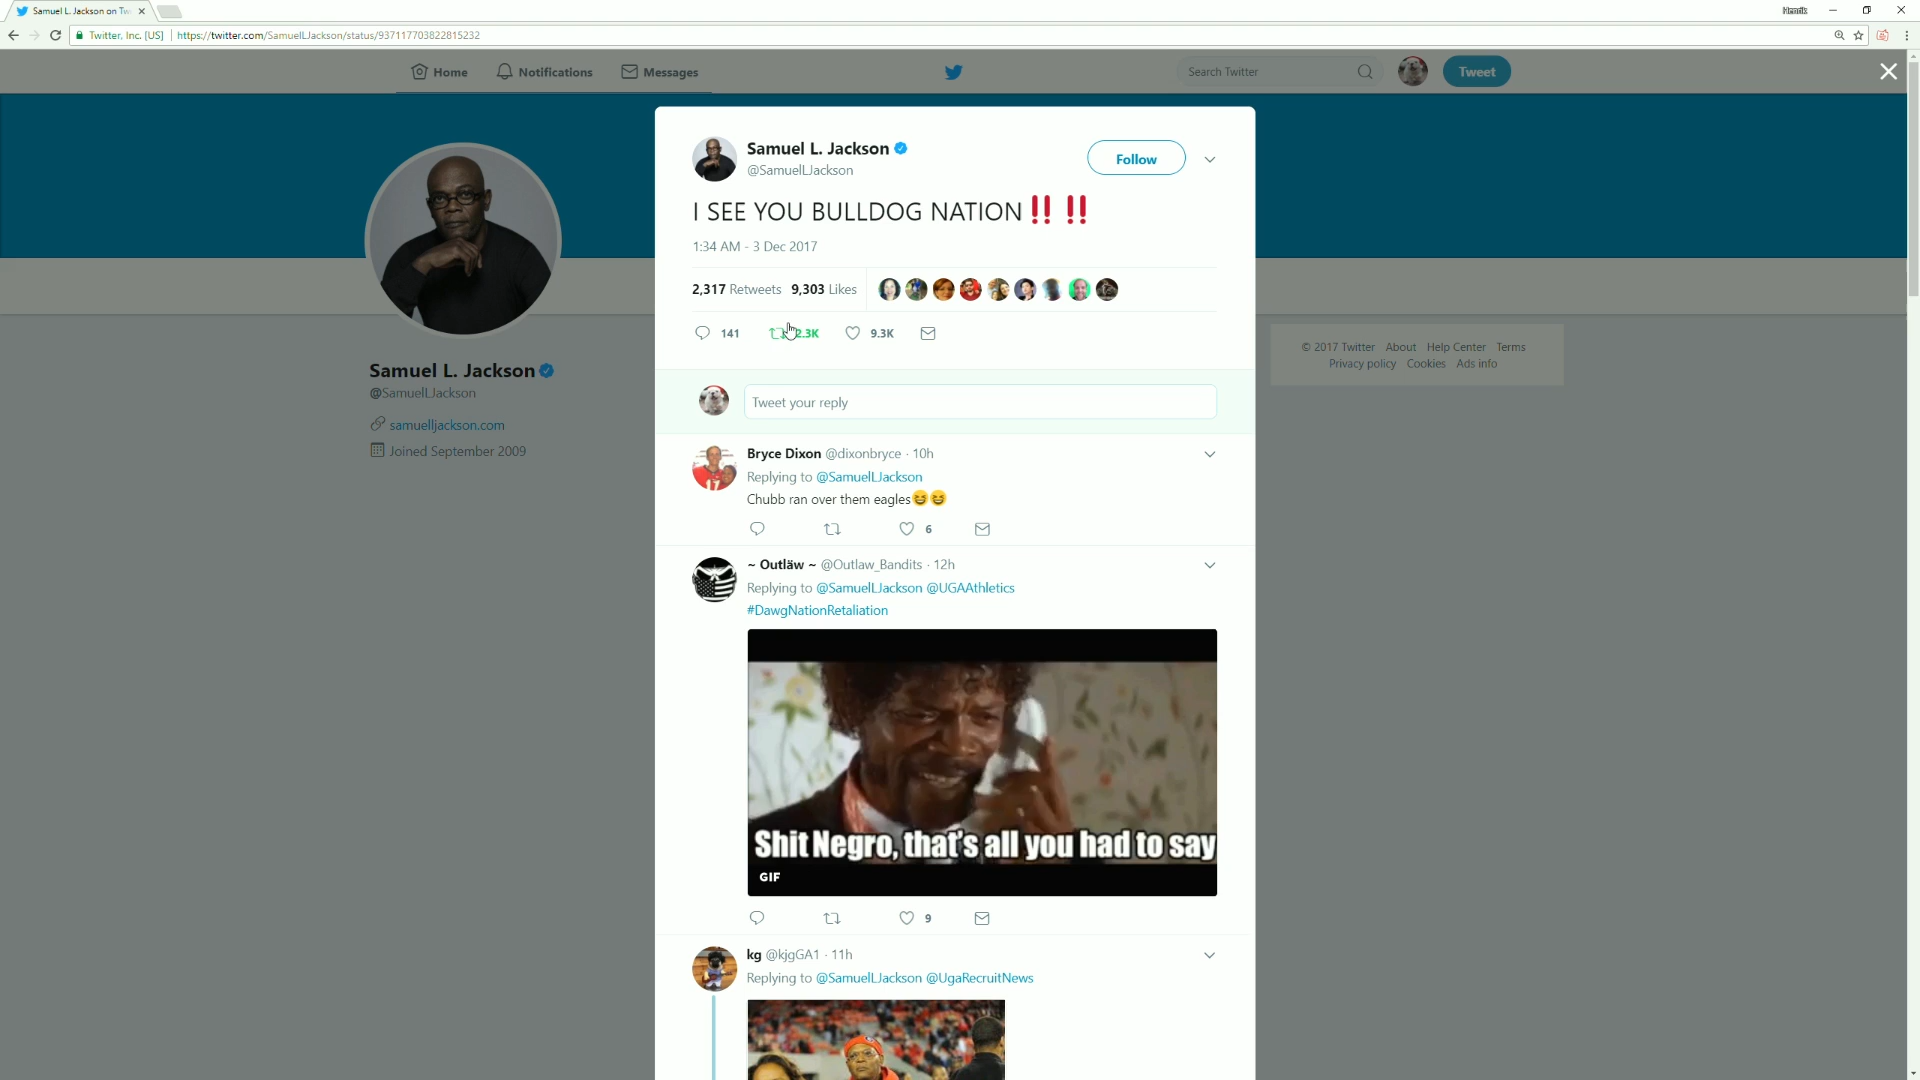 Samuel L. Jackson on Tw
Twitter, Inc. [US]
https://twitter.com/SamuelLJackson/status/937117703822815232
Home
Notifications
Messages
Search Twitter
Tweet
Samuel L. Jackson
@SamuelLJackson
samuelljackson.com
Joined September 2009
Samuel L. Jackson
@SamuelLJackson
Follow
I SEE YOU BULLDOG NATION‼️ ‼️
1:34 AM - 3 Dec 2017
2,317 Retweets 9,303 Likes
141
2.3K
9.3K
Tweet your reply
Bryce Dixon @dixonbryce · 10h
Replying to @SamuelLJackson
Chubb ran over them eagles😆😆
6
~ Outläw ~ @Outlaw_Bandits · 12h
Replying to @SamuelLJackson @UGAAthletics
#DawgNationRetaliation
Shit Negro, that's all you had to say
GIF
9
kg @kjgGA1 · 11h
Replying to @SamuelLJackson @UgaRecruitNews
© 2017 Twitter About Help Center Terms
Privacy policy Cookies Ads info